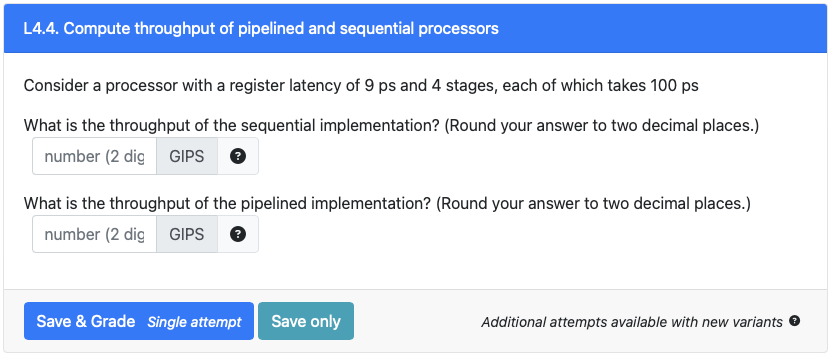 L4.4. Compute throughput of pipelined and sequential processors
Consider a processor with a register latency of 9 ps and 4 stages, each of which takes 100 ps
What is the throughput of the sequential implementation? (Round your answer to two decimal places.)
number (2 dig GIPS ?
What is the throughput of the pipelined implementation? (Round your answer to two decimal places.)
number (2 dig GIPS ?
Save & Grade Single attempt Save only Additional attempts available with new variants ?